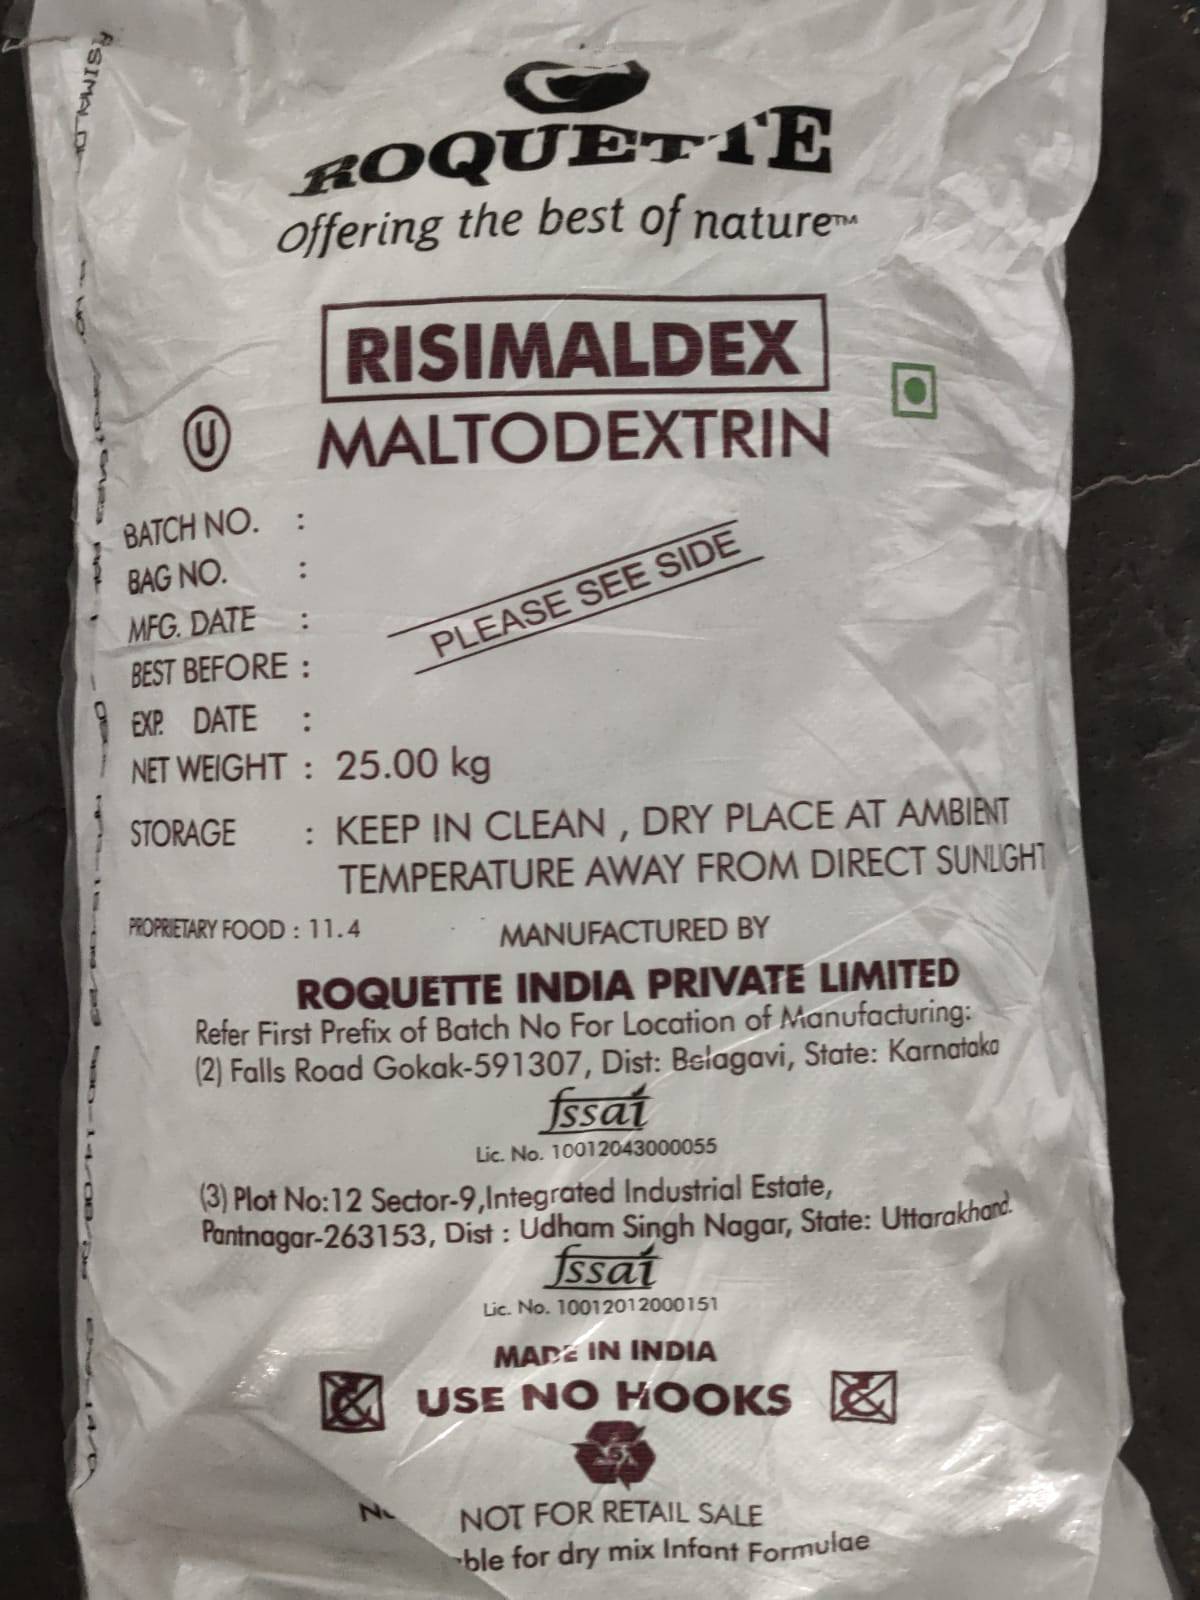 ROQUETTE
Offering the best of nature™
RISIMALDEX
U
MALTODEXTRIN
BATCH NO. :
BAG NO. :
MFG. DATE :
BEST BEFORE :
EXP. DATE :
PLEASE SEE SIDE
NET WEIGHT : 25.00 kg
STORAGE : KEEP IN CLEAN , DRY PLACE AT AMBIENT
TEMPERATURE AWAY FROM DIRECT SUNLIGHT
PROPRIETARY FOOD : 11.4
MANUFACTURED BY
ROQUETTE INDIA PRIVATE LIMITED
Refer First Prefix of Batch No For Location of Manufacturing:
(2) Falls Road Gokak-591307, Dist: Belagavi, State: Karnataka
fssai
Lic. No. 10012043000055
(3) Plot No:12 Sector-9,Integrated Industrial Estate,
Pantnagar-263153, Dist : Udham Singh Nagar, State: Uttarakhand.
fssai
Lic. No. 10012012000151
MADE IN INDIA
USE NO HOOKS
NOT FOR RETAIL SALE
for dry mix Infant Formulae